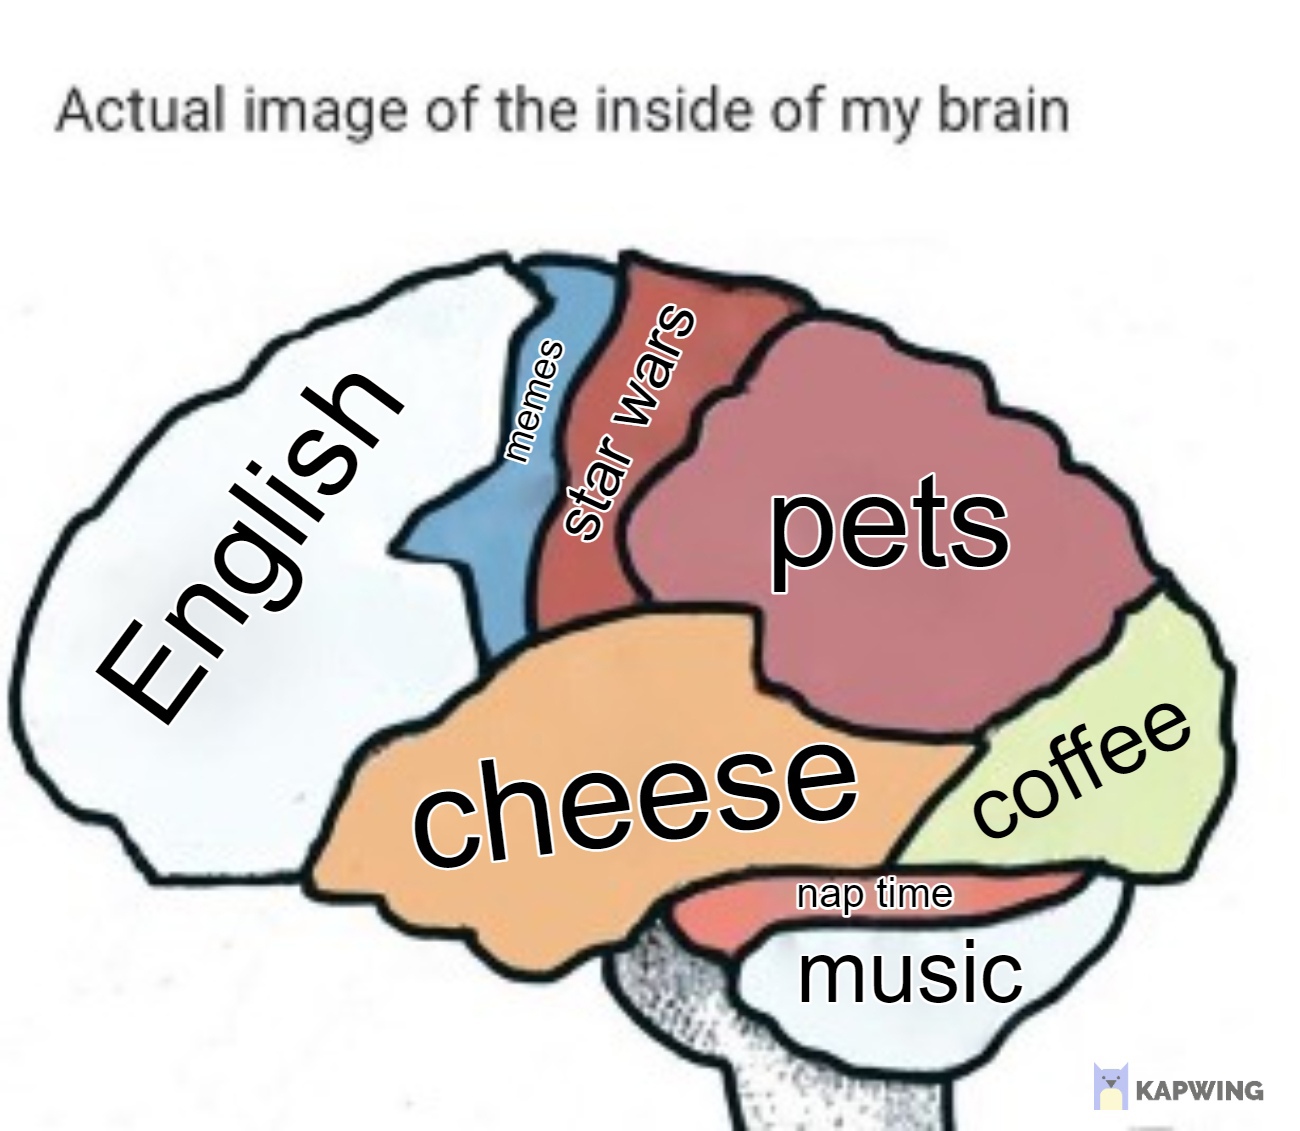 Actual image of the inside of my brain
English
memes
star wars
pets
cheese
coffee
nap time
music
KAPWING